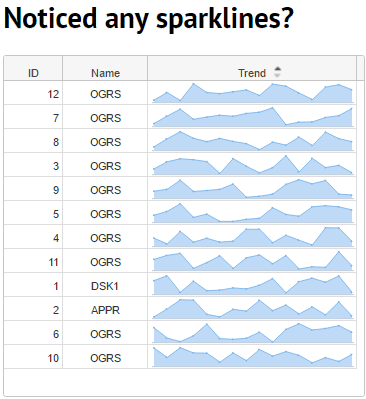 Noticed any sparklines?
ID Name Trend
12 OGRS
7 OGRS
8 OGRS
3 OGRS
9 OGRS
5 OGRS
4 OGRS
11 OGRS
1 DSK1
2 APPR
6 OGRS
10 OGRS